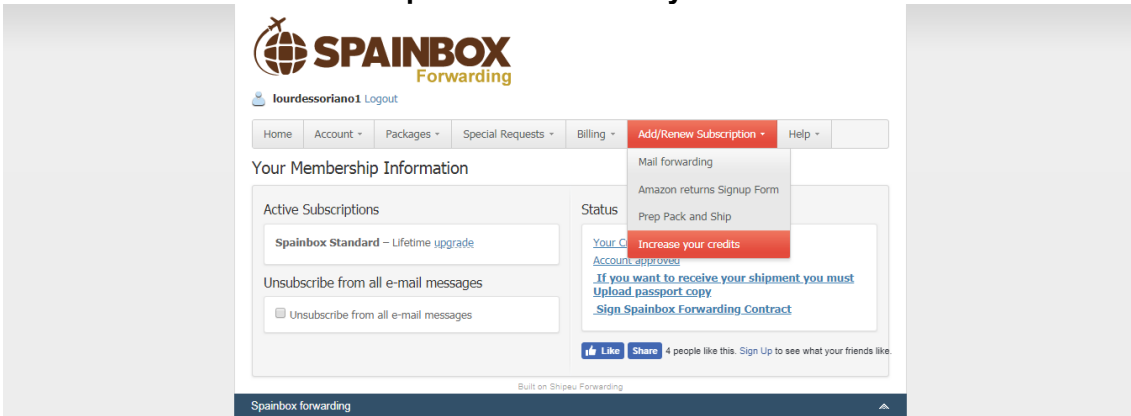 SPAINBOX
Forwarding
lourdessoriano1 Logout
Home Account Packages Special Requests Billing Add/Renew Subscription Help
Mail forwarding
Amazon returns Signup Form
Prep Pack and Ship
Increase your credits
Your Membership Information
Active Subscriptions
Spainbox Standard – Lifetime upgrade
Unsubscribe from all e-mail messages
Unsubscribe from all e-mail messages
Status
Your
Account approved
If you want to receive your shipment you must
Upload passport copy
Sign Spainbox Forwarding Contract
Like Share 4 people like this. Sign Up to see what your friends like.
Built on Shipeu Forwarding
Spainbox forwarding